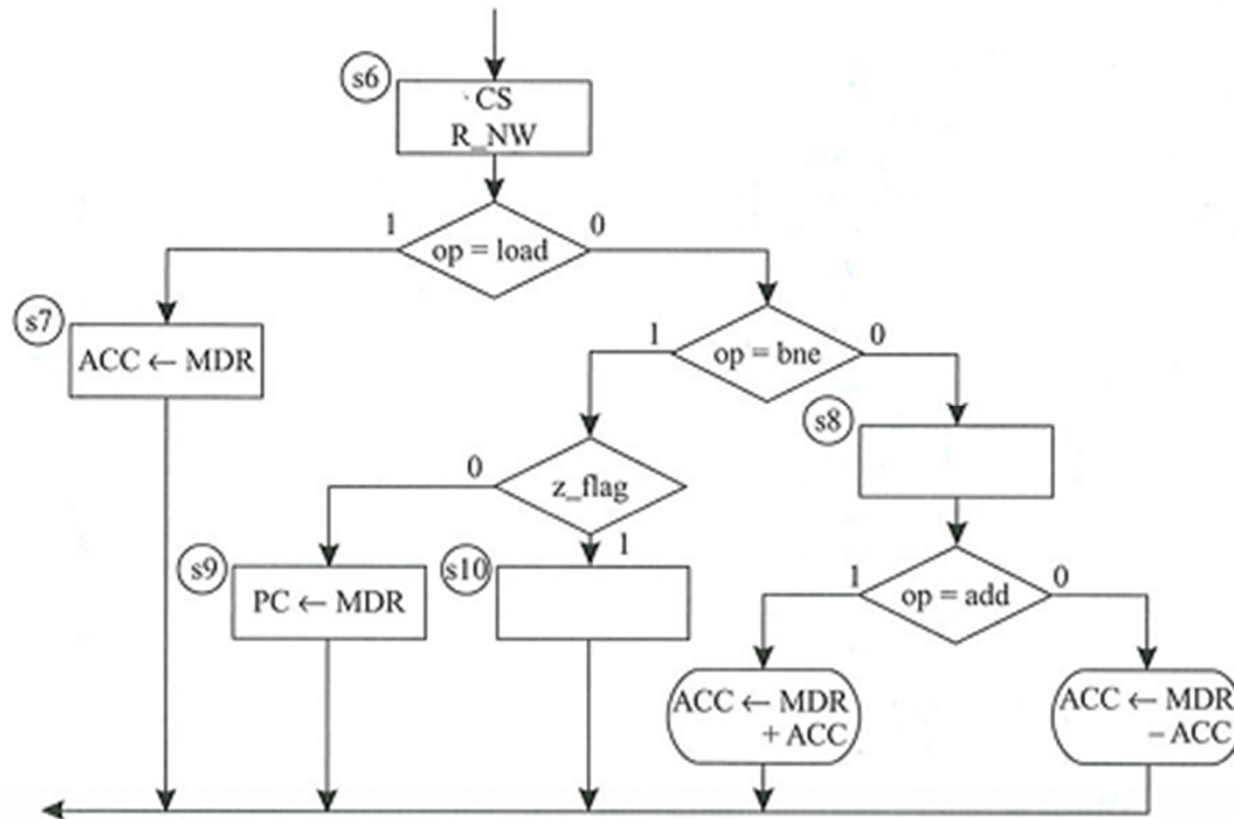 s6
CS
R_NW
1
0
op = load
s7
ACC ← MDR
1
0
op = bne
s8
0
z_flag
1
s9
PC ← MDR
s10
1
0
op = add
ACC ← MDR
+ ACC
ACC ← MDR
− ACC